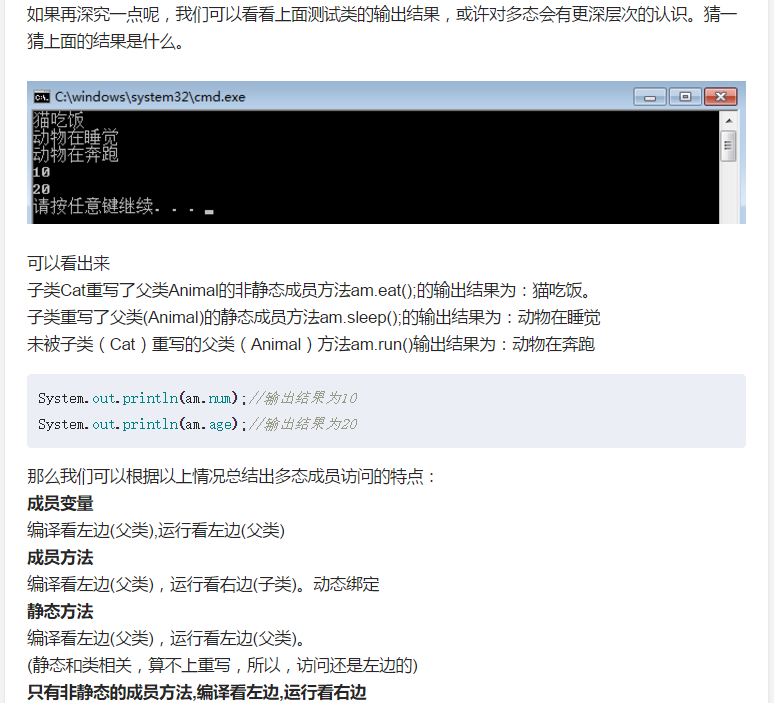 如果再深究一点呢，我们可以看看上面测试类的输出结果，或许对多态会有更深层次的认识。猜一
猜上面的结果是什么。
C:\windows\system32\cmd.exe
猫吃饭
动物在睡觉
动物在奔跑
10
20
请按任意键继续. . .
可以看出来
子类Cat重写了父类Animal的非静态成员方法am.eat();的输出结果为：猫吃饭。
子类重写了父类(Animal)的静态成员方法am.sleep();的输出结果为：动物在睡觉
未被子类（Cat）重写的父类（Animal）方法am.run()输出结果为：动物在奔跑
System.out.println(am.num);//输出结果为10
System.out.println(am.age);//输出结果为20
那么我们可以根据以上情况总结出多态成员访问的特点：
成员变量
编译看左边(父类),运行看左边(父类)
成员方法
编译看左边(父类)，运行看右边(子类)。动态绑定
静态方法
编译看左边(父类)，运行看左边(父类)。
(静态和类相关，算不上重写，所以，访问还是左边的)
只有非静态的成员方法,编译看左边,运行看右边